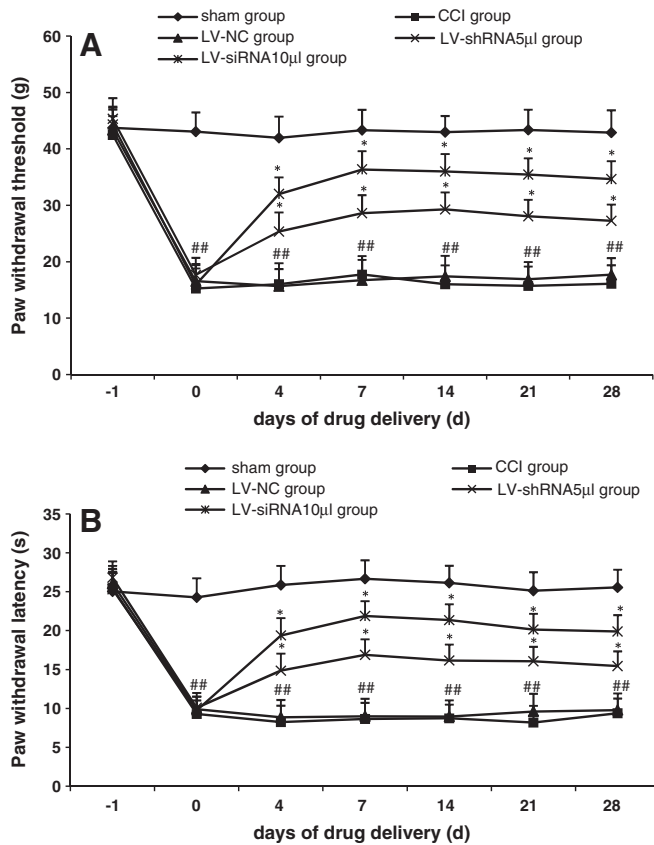 sham group
CCI group
LV-NC group
LV-shRNA5μl group
LV-siRNA10μl group
A
60
50
40
30
20
10
0
Paw withdrawal threshold (g)
* * * * *
* * * * *
## ## ## ## ## ##
-1 0 4 7 14 21 28
days of drug delivery (d)
sham group
CCI group
LV-NC group
LV-shRNA5μl group
LV-siRNA10μl group
B
35
30
25
20
15
10
5
0
Paw withdrawal latency (s)
* * * * *
* * * * *
## ## ## ## ## ##
-1 0 4 7 14 21 28
days of drug delivery (d)